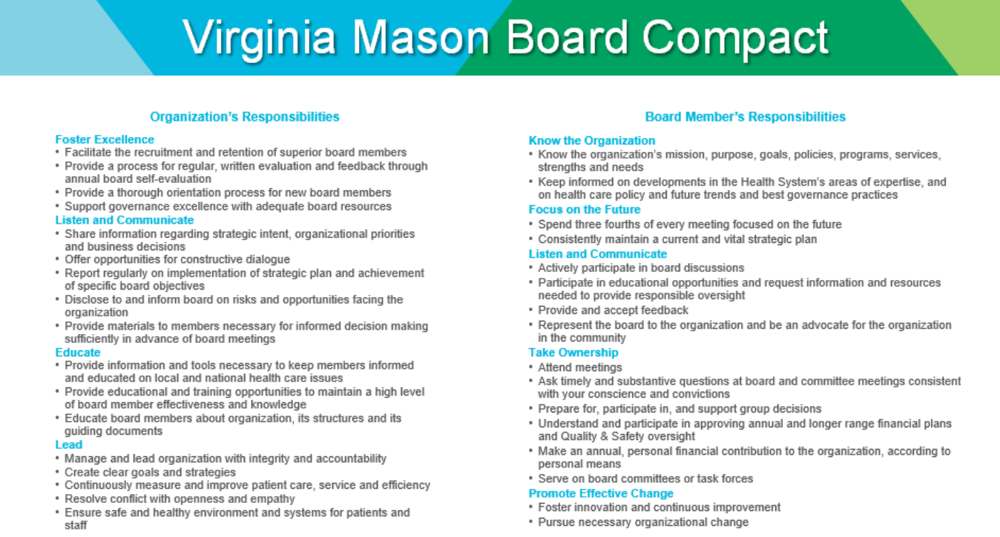 Virginia Mason Board Compact
Organization's Responsibilities
Foster Excellence
• Facilitate the recruitment and retention of superior board members
• Provide a process for regular, written evaluation and feedback through
annual board self-evaluation
• Provide a thorough orientation process for new board members
• Support governance excellence with adequate board resources
Listen and Communicate
• Share information regarding strategic intent, organizational priorities
and business decisions
• Offer opportunities for constructive dialogue
• Report regularly on implementation of strategic plan and achievement
of specific board objectives
• Disclose to and inform board on risks and opportunities facing the
organization
• Provide materials to members necessary for informed decision making
sufficiently in advance of board meetings
Educate
• Provide information and tools necessary to keep members informed
and educated on local and national health care issues
• Provide educational and training opportunities to maintain a high level
of board member effectiveness and knowledge
• Educate board members about organization, its structures and its
guiding documents
Lead
• Manage and lead organization with integrity and accountability
• Create clear goals and strategies
• Continuously measure and improve patient care, service and efficiency
• Resolve conflict with openness and empathy
• Ensure safe and healthy environment and systems for patients and
staff
Board Member's Responsibilities
Know the Organization
• Know the organization's mission, purpose, goals, policies, programs, services,
strengths and needs
• Keep informed on developments in the Health System's areas of expertise, and
on health care policy and future trends and best governance practices
Focus on the Future
• Spend three fourths of every meeting focused on the future
• Consistently maintain a current and vital strategic plan
Listen and Communicate
• Actively participate in board discussions
• Participate in educational opportunities and request information and resources
needed to provide responsible oversight
• Provide and accept feedback
• Represent the board to the organization and be an advocate for the organization
in the community
Take Ownership
• Attend meetings
• Ask timely and substantive questions at board and committee meetings consistent
with your conscience and convictions
• Prepare for, participate in, and support group decisions
• Understand and participate in approving annual and longer range financial plans
and Quality & Safety oversight
• Make an annual, personal financial contribution to the organization, according to
personal means
• Serve on board committees or task forces
Promote Effective Change
• Foster innovation and continuous improvement
• Pursue necessary organizational change